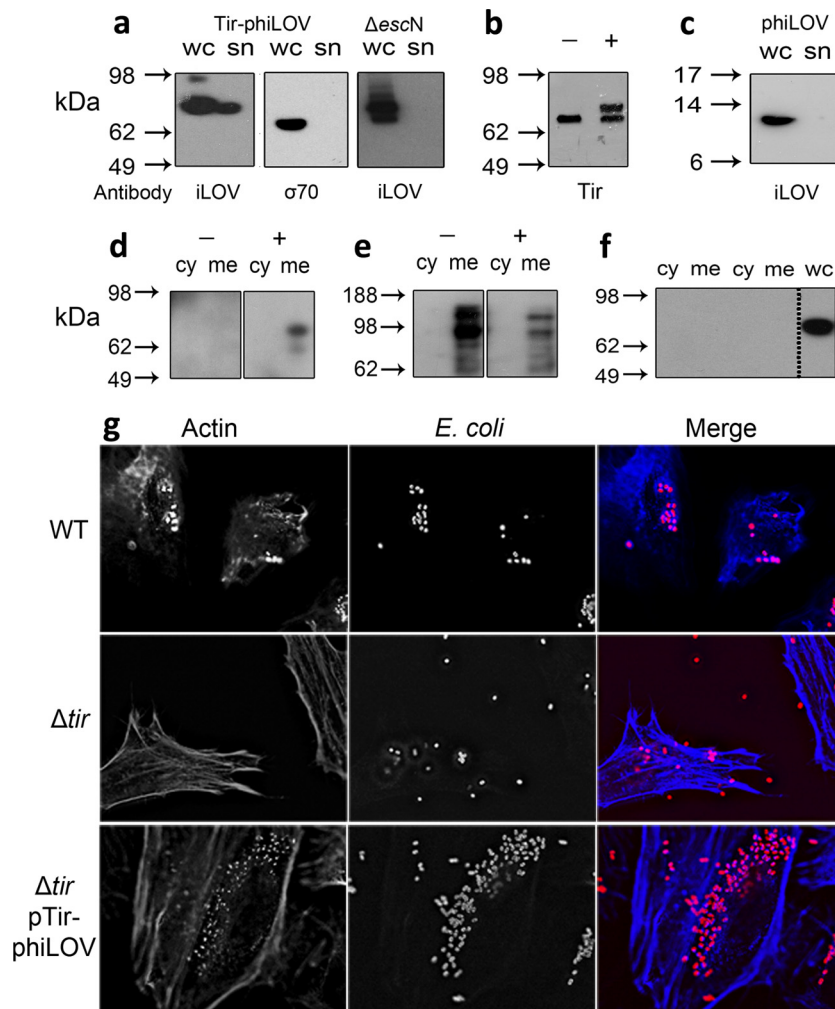 a
Tir-phiLOV
ΔescN
wc sn wc sn wc sn
98
kDa
62
49
Antibody iLOV σ70 iLOV
b
– +
98
62
49
Tir
c
phiLOV
wc sn
17
14
6
iLOV
d
– +
cy me cy me
98
kDa
62
49
e
– +
cy me cy me
188
98
62
f
cy me cy me wc
98
62
49
g
Actin E. coli Merge
WT
Δtir
Δtir
pTir-
phiLOV